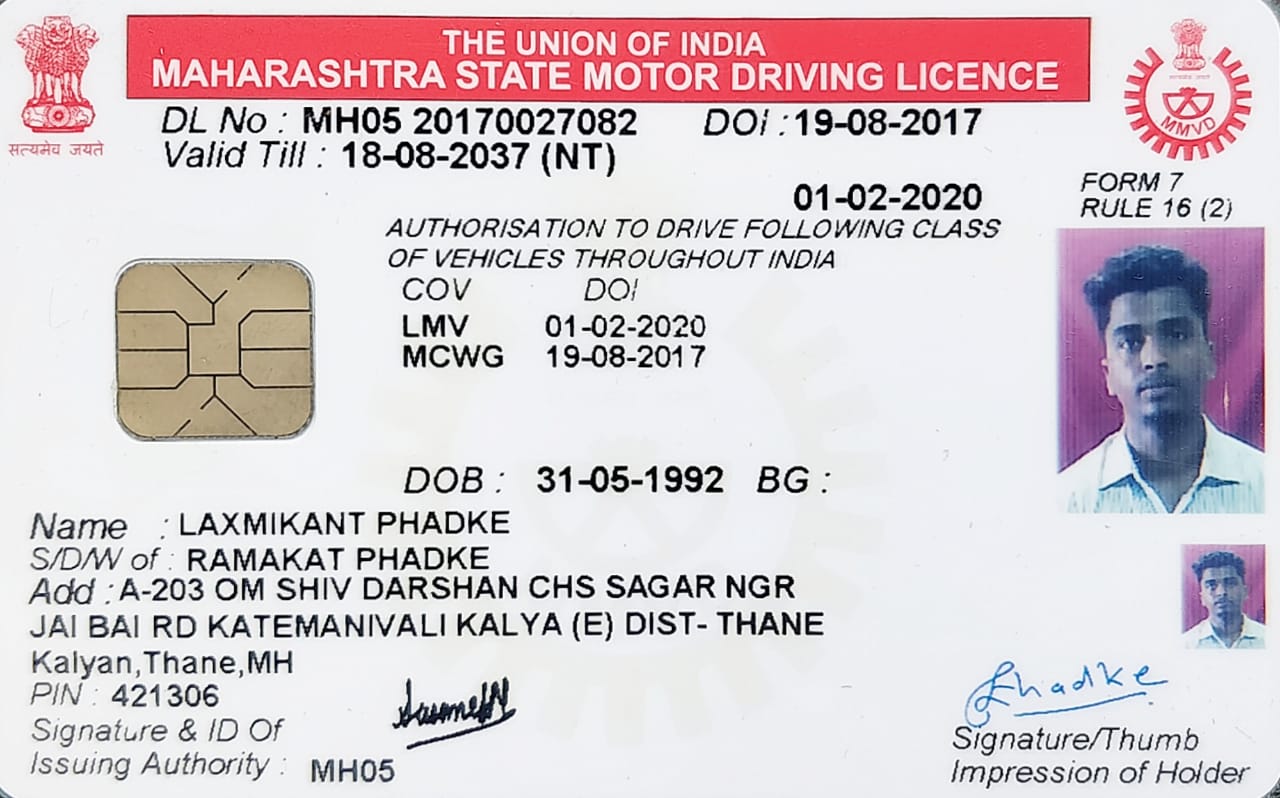 THE UNION OF INDIA
MAHARASHTRA STATE MOTOR DRIVING LICENCE
सत्यमेव जयते
MMVD
DL No : MH05 20170027082 DOI : 19-08-2017
Valid Till : 18-08-2037 (NT)
01-02-2020
FORM 7
RULE 16 (2)
AUTHORISATION TO DRIVE FOLLOWING CLASS
OF VEHICLES THROUGHOUT INDIA
COV DOI
LMV 01-02-2020
MCWG 19-08-2017
DOB : 31-05-1992 BG :
Name : LAXMIKANT PHADKE
S/D/W of : RAMAKAT PHADKE
Add : A-203 OM SHIV DARSHAN CHS SAGAR NGR
JAI BAI RD KATEMANIVALI KALYA (E) DIST- THANE
Kalyan,Thane,MH
PIN : 421306
Signature & ID Of
Issuing Authority : MH05
Phadke
Signature/Thumb
Impression of Holder